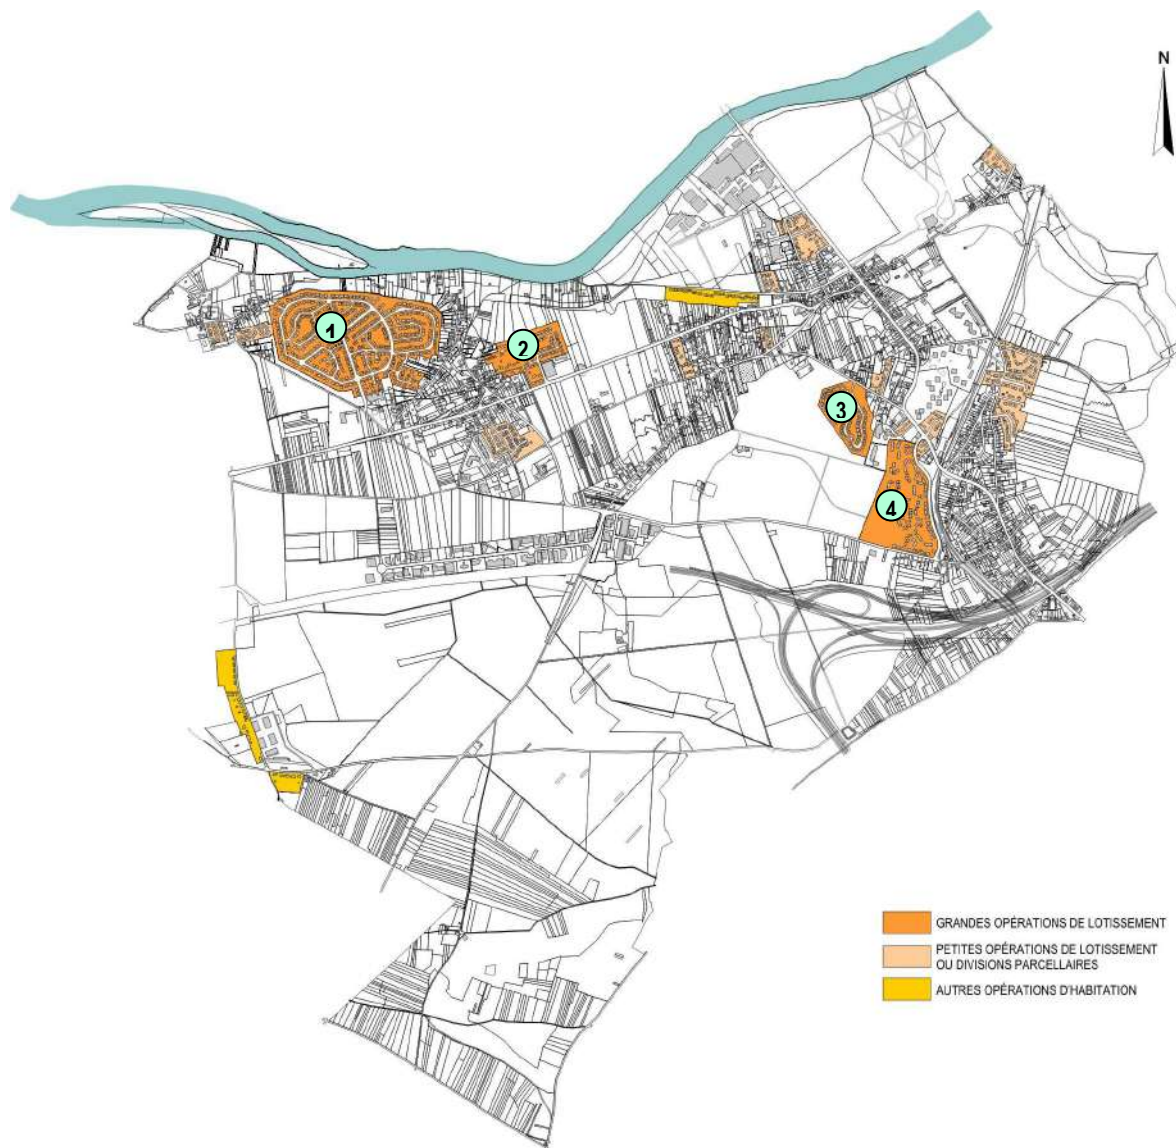 N
1
2
3
4
GRANDES OPÉRATIONS DE LOTISSEMENT
PETITES OPÉRATIONS DE LOTISSEMENT
OU DIVISIONS PARCELLAIRES
AUTRES OPÉRATIONS D'HABITATION